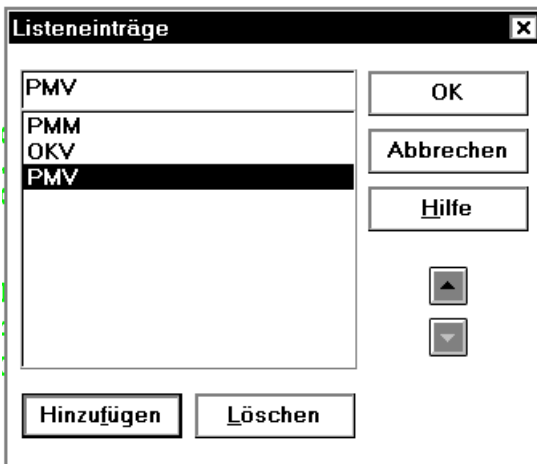 Listeneinträge
PMV
PMM
OKV
PMV
OK
Abbrechen
Hilfe
Hinzufügen
Löschen